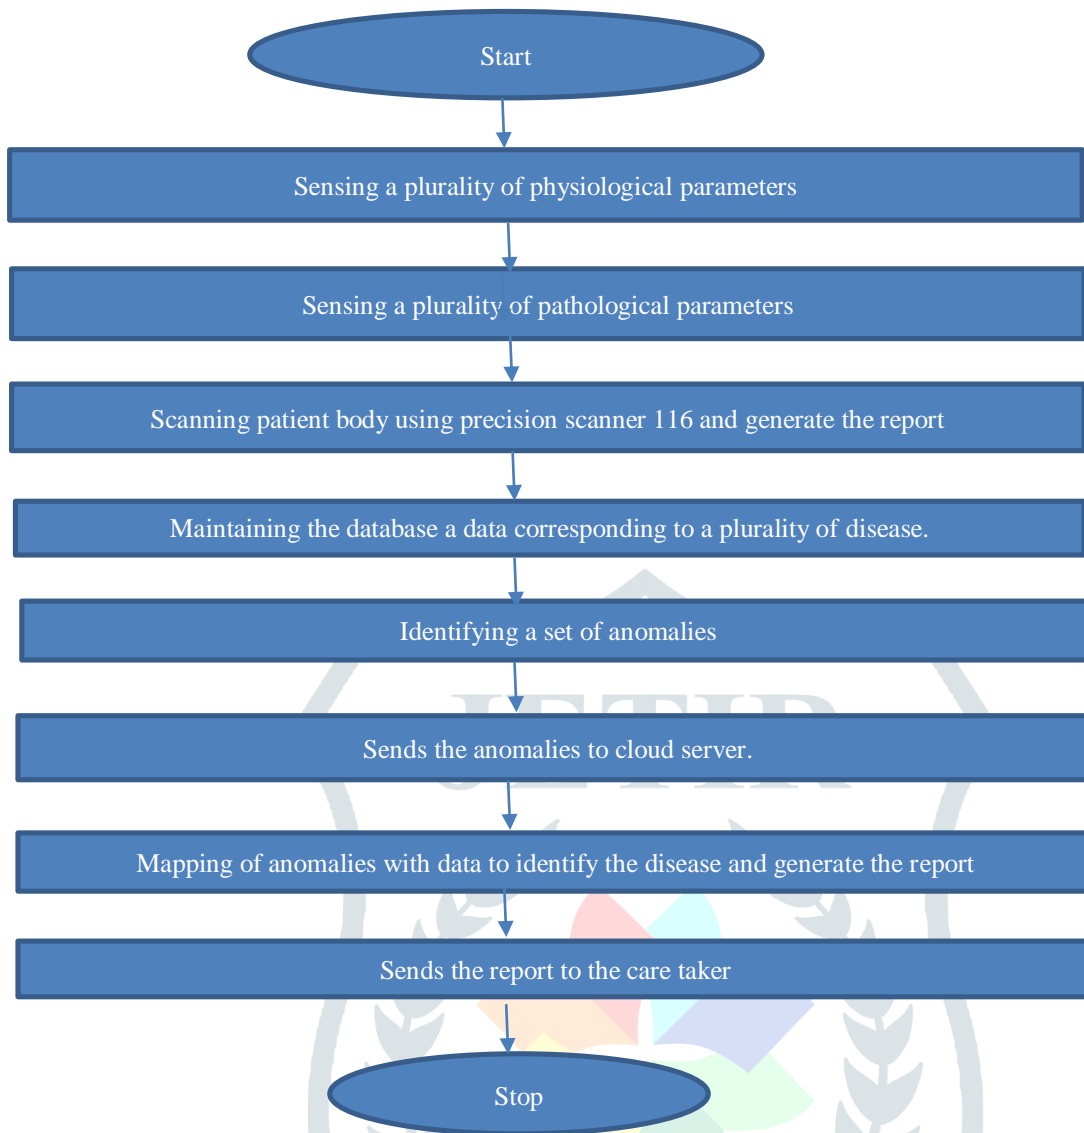 Start
Sensing a plurality of physiological parameters
Sensing a plurality of pathological parameters
Scanning patient body using precision scanner 116 and generate the report
Maintaining the database a data corresponding to a plurality of disease.
Identifying a set of anomalies
JETIR
Sends the anomalies to cloud server.
Mapping of anomalies with data to identify the disease and generate the report
Sends the report to the care taker
Stop